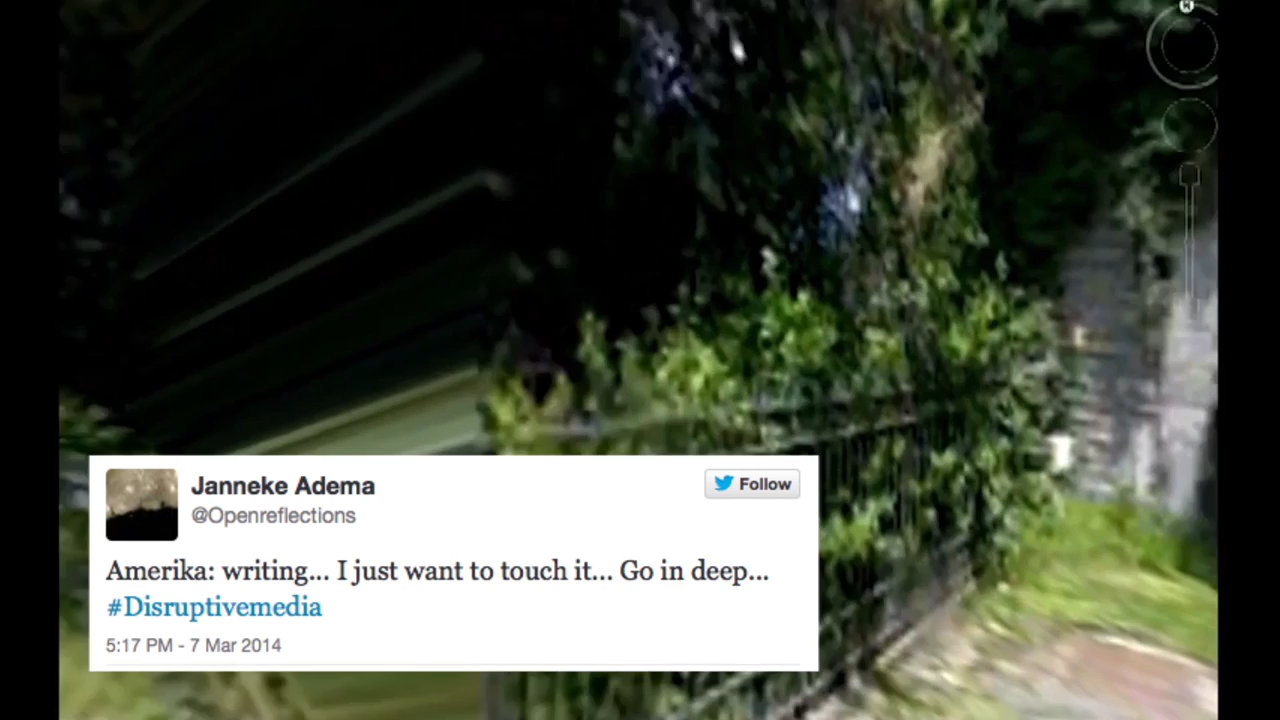 Janneke Adema
Follow
@Openreflections
Amerika: writing... I just want to touch it... Go in deep...
#Disruptivemedia
5:17 PM - 7 Mar 2014